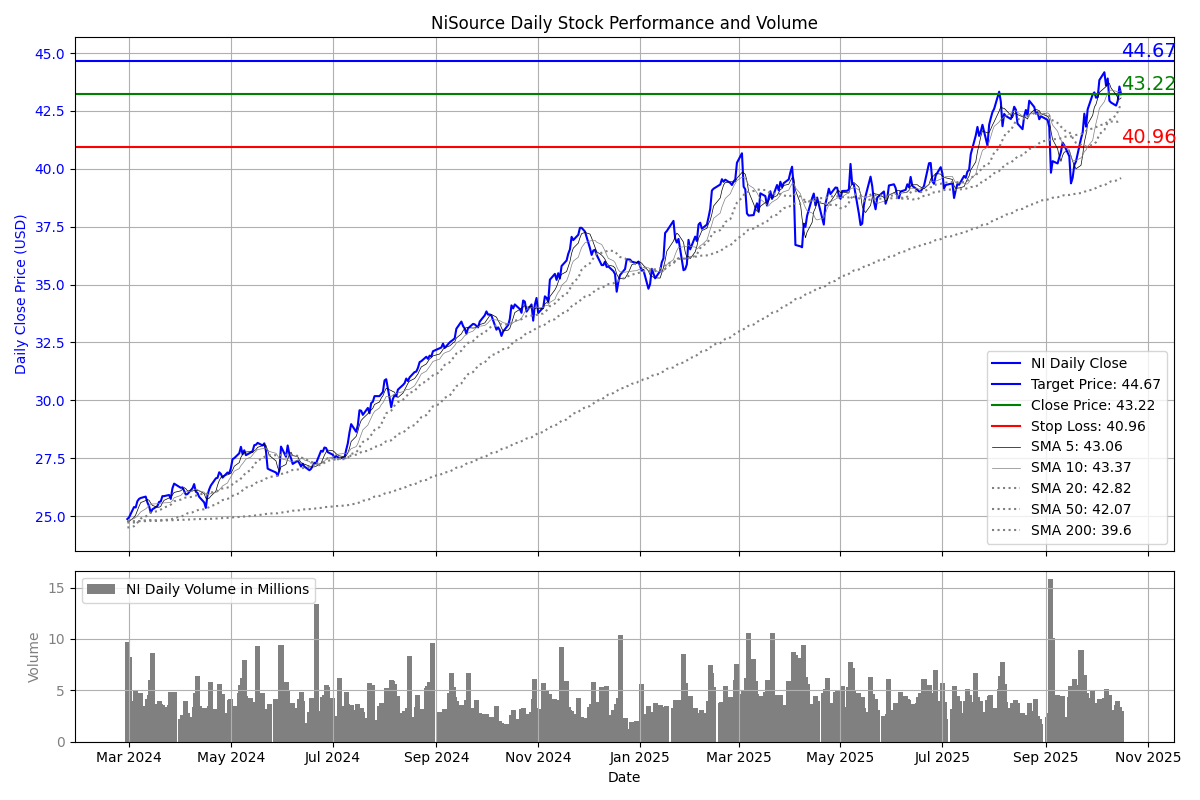 NiSource Daily Stock Performance and Volume
45.0
42.5
40.0
37.5
35.0
32.5
30.0
27.5
25.0
Daily Close Price (USD)
44.67
43.22
40.96
NI Daily Close
Target Price: 44.67
Close Price: 43.22
Stop Loss: 40.96
SMA 5: 43.06
SMA 10: 43.37
SMA 20: 42.82
SMA 50: 42.07
SMA 200: 39.6
15
10
5
0
Volume
NI Daily Volume in Millions
Mar 2024 May 2024 Jul 2024 Sep 2024 Nov 2024 Jan 2025 Mar 2025 May 2025 Jul 2025 Sep 2025 Nov 2025
Date